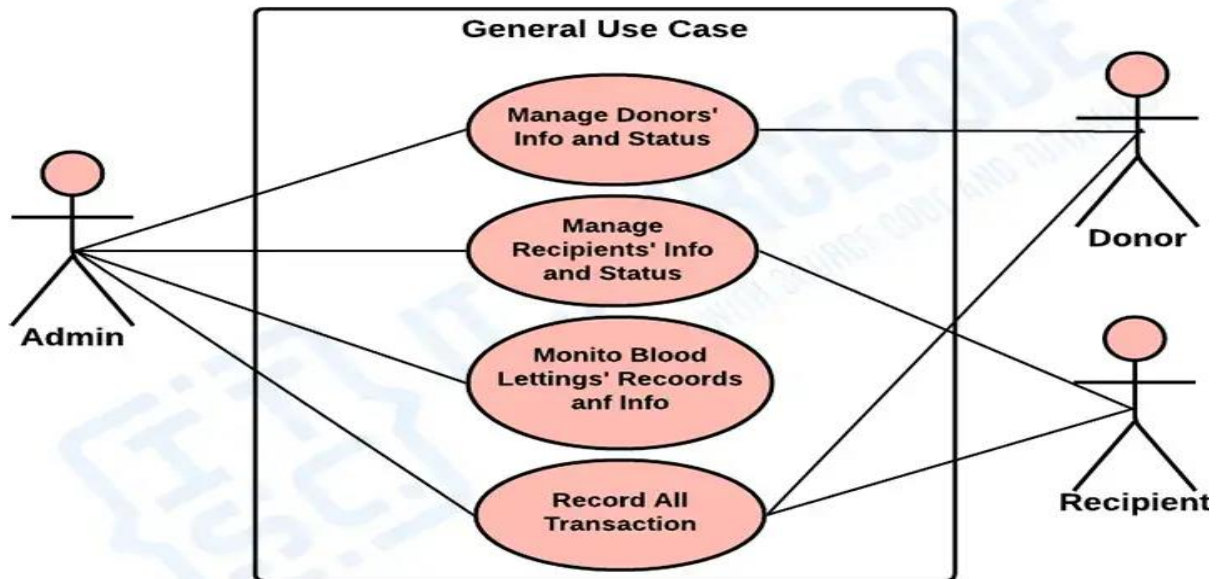 General Use Case
Manage Donors'
Info and Status
Manage
Recipients' Info
and Status
Monito Blood
Lettings' Recoords
anf Info
Record All
Transaction
Admin
Donor
Recipient